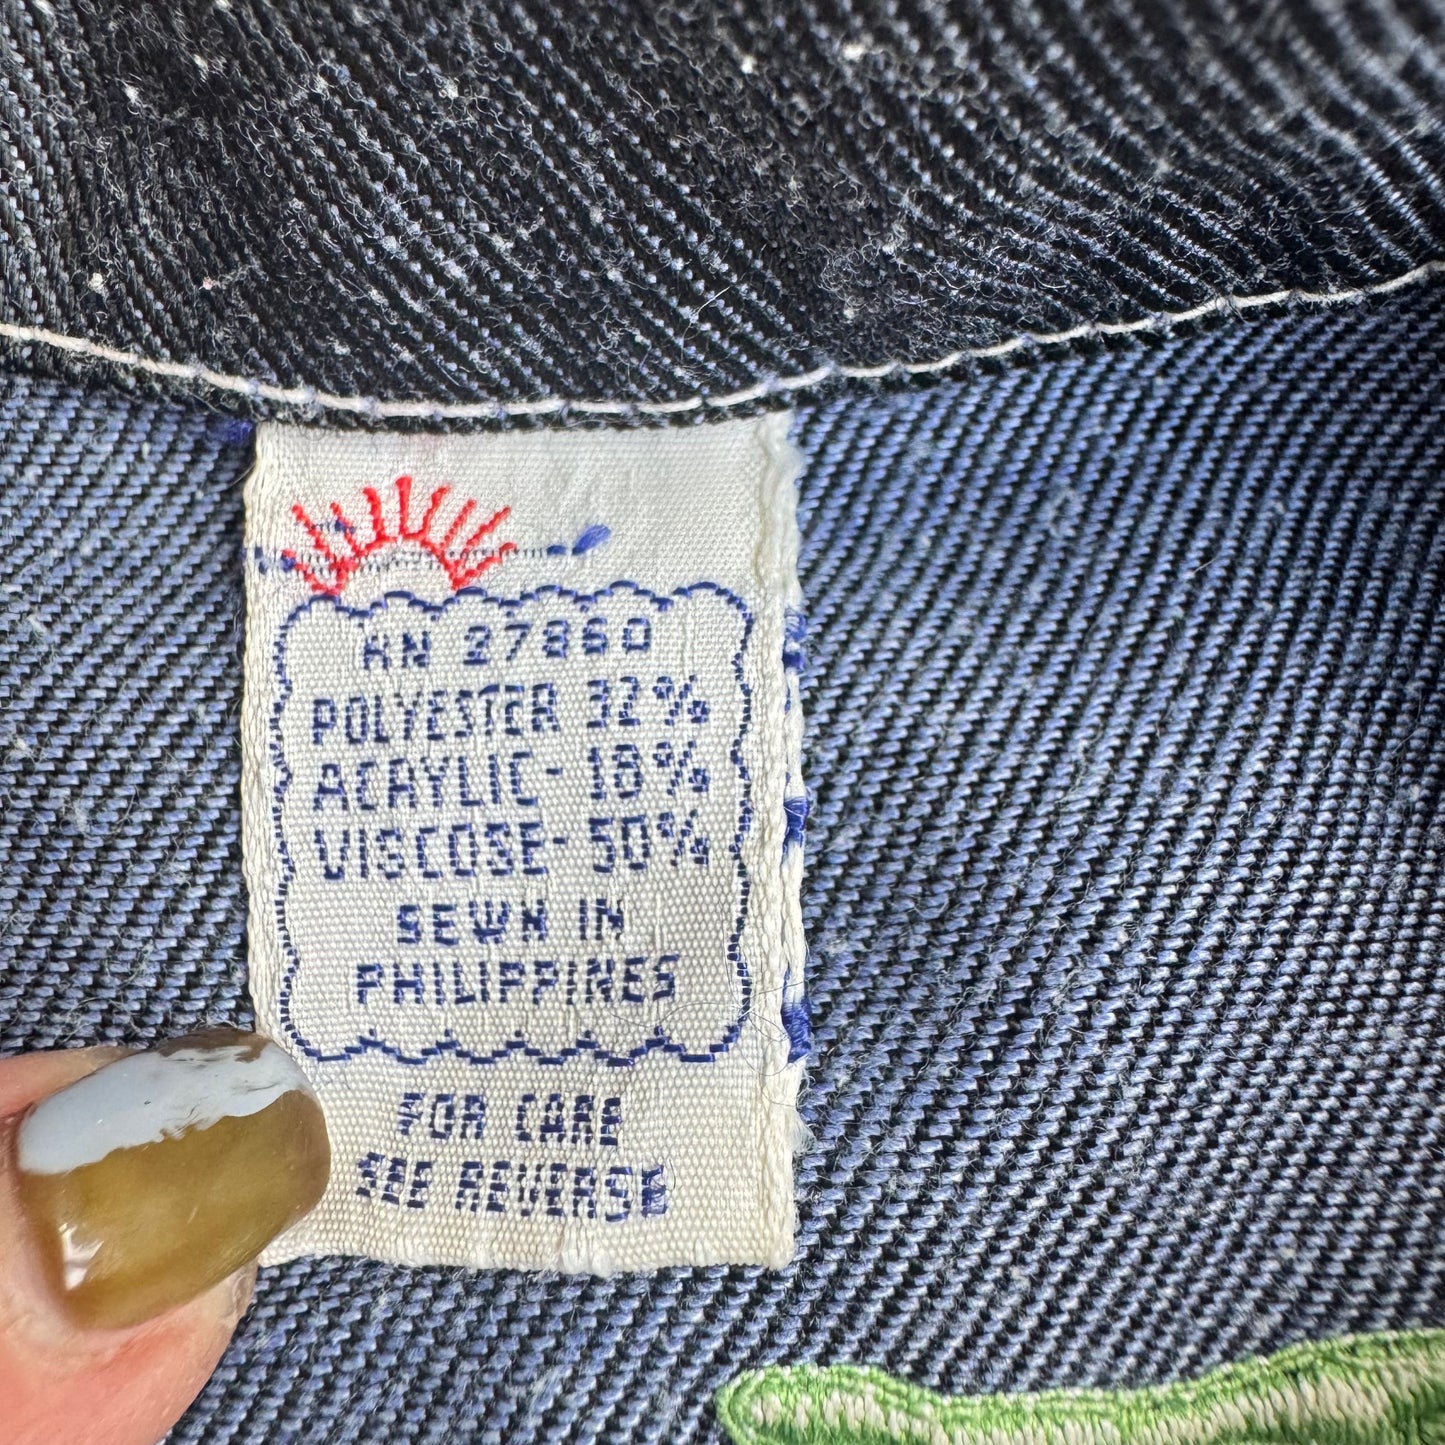 RN 27860
POLYESTER 32%
ACRYLIC - 18%
VISCOSE - 50%
SEWN IN
PHILIPPINES
FOR CARE
SEE REVERSE